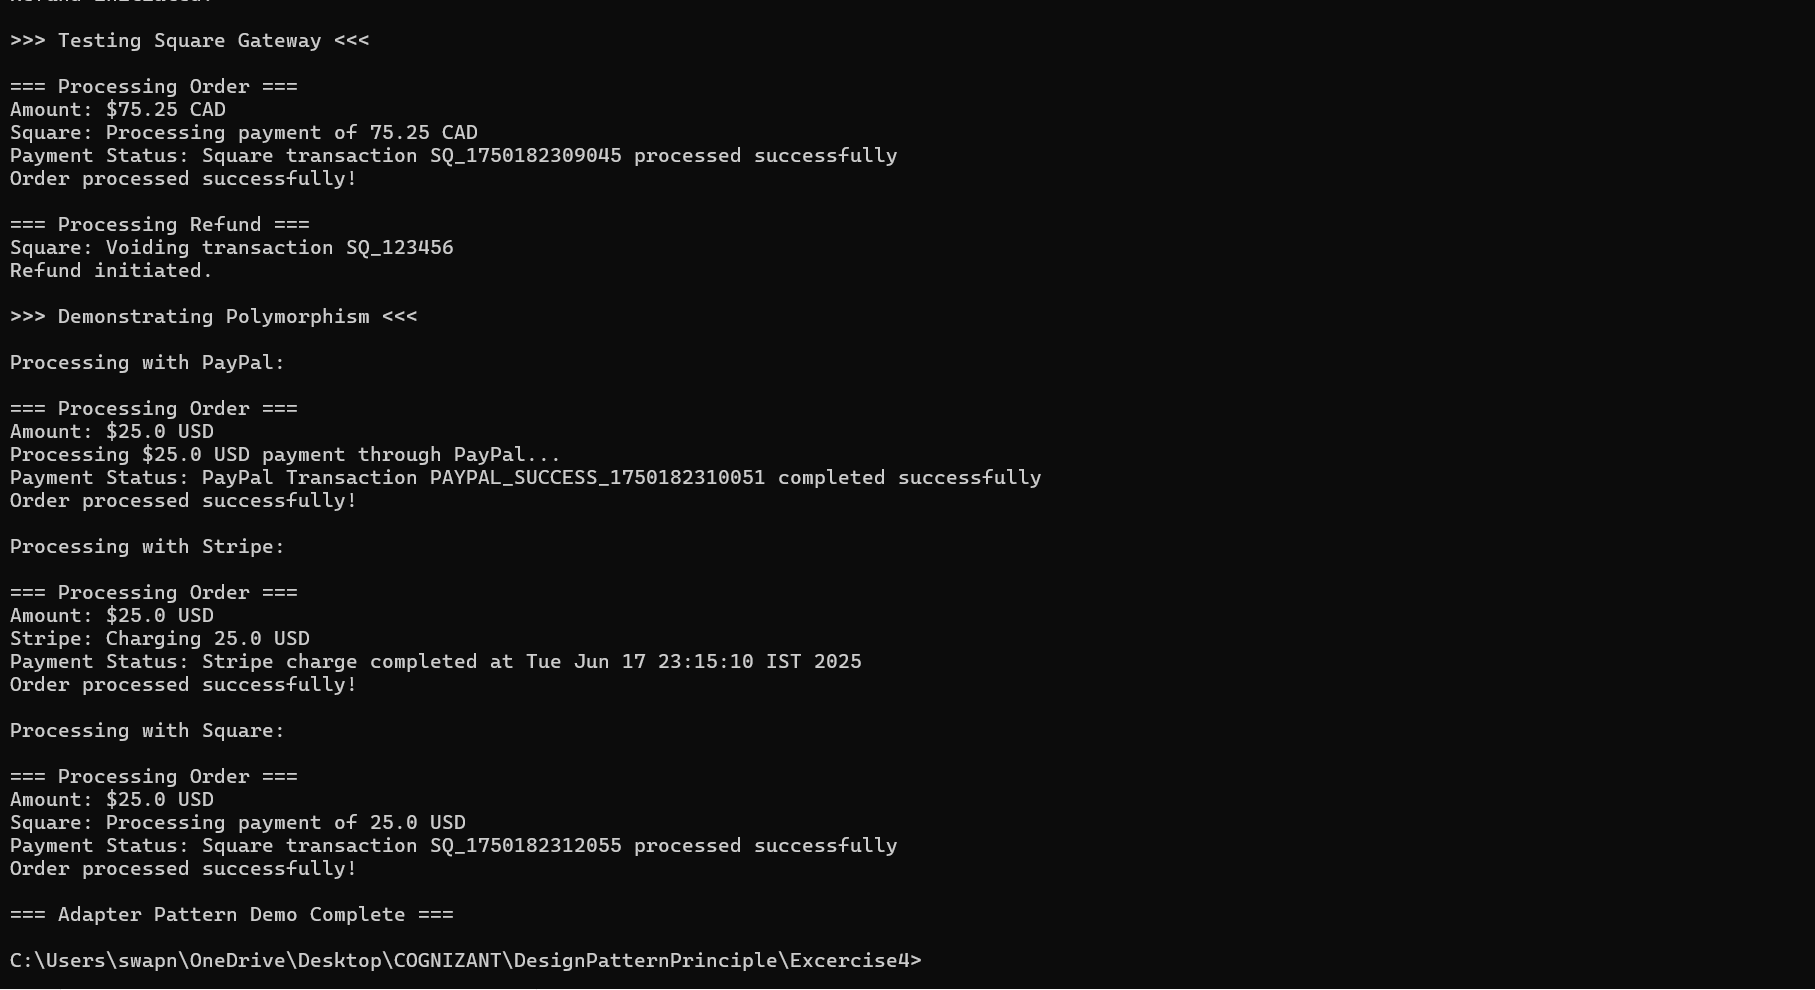 >>> Testing Square Gateway <<<
=== Processing Order ===
Amount: $75.25 CAD
Square: Processing payment of 75.25 CAD
Payment Status: Square transaction SQ_1750182309045 processed successfully
Order processed successfully!
=== Processing Refund ===
Square: Voiding transaction SQ_123456
Refund initiated.
>>> Demonstrating Polymorphism <<<
Processing with PayPal:
=== Processing Order ===
Amount: $25.0 USD
Processing $25.0 USD payment through PayPal...
Payment Status: PayPal Transaction PAYPAL_SUCCESS_1750182310051 completed successfully
Order processed successfully!
Processing with Stripe:
=== Processing Order ===
Amount: $25.0 USD
Stripe: Charging 25.0 USD
Payment Status: Stripe charge completed at Tue Jun 17 23:15:10 IST 2025
Order processed successfully!
Processing with Square:
=== Processing Order ===
Amount: $25.0 USD
Square: Processing payment of 25.0 USD
Payment Status: Square transaction SQ_1750182312055 processed successfully
Order processed successfully!
=== Adapter Pattern Demo Complete ===
C:\Users\swapn\OneDrive\Desktop\COGNIZANT\DesignPatternPrinciple\Excercise4>